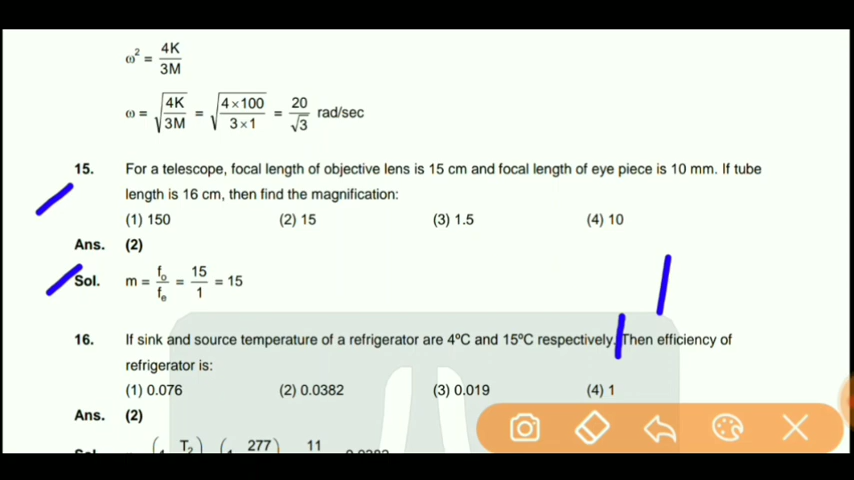 ω² = 4K / 3M
ω = √(4K / 3M) = √(4×100 / 3×1) = 20 / √3 rad/sec
15. For a telescope, focal length of objective lens is 15 cm and focal length of eye piece is 10 mm. If tube
length is 16 cm, then find the magnification:
(1) 150 (2) 15 (3) 1.5 (4) 10
Ans. (2)
Sol. m = fₒ / fₑ = 15 / 1 = 15
16. If sink and source temperature of a refrigerator are 4ºC and 15ºC respectively. Then efficiency of
refrigerator is:
(1) 0.076 (2) 0.0382 (3) 0.019 (4) 1
Ans. (2)
T₂ 277 11